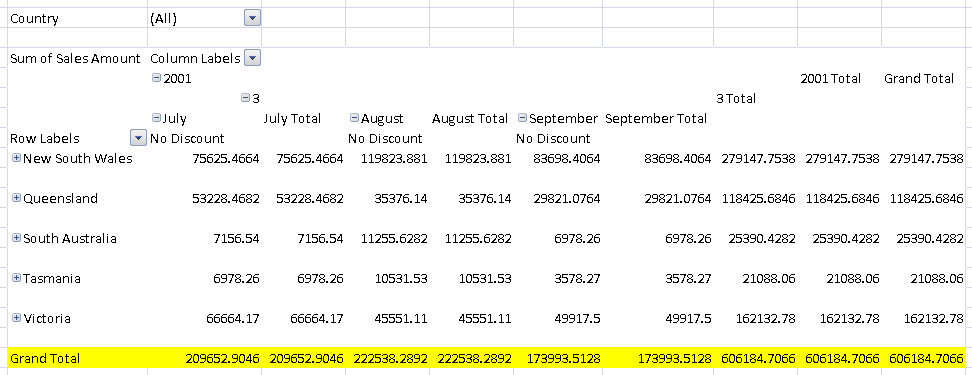 Country (All)
Sum of Sales Amount Column Labels
2001 2001 Total Grand Total
3 3 Total
July July Total August August Total September September Total
Row Labels No Discount No Discount No Discount
New South Wales 75625.4664 75625.4664 119823.881 119823.881 83698.4064 83698.4064 279147.7538 279147.7538 279147.7538
Queensland 53228.4682 53228.4682 35376.14 35376.14 29821.0764 29821.0764 118425.6846 118425.6846 118425.6846
South Australia 7156.54 7156.54 11255.6282 11255.6282 6978.26 6978.26 25390.4282 25390.4282 25390.4282
Tasmania 6978.26 6978.26 10531.53 10531.53 3578.27 3578.27 21088.06 21088.06 21088.06
Victoria 66664.17 66664.17 45551.11 45551.11 49917.5 49917.5 162132.78 162132.78 162132.78
Grand Total 209652.9046 209652.9046 222538.2892 222538.2892 173993.5128 173993.5128 606184.7066 606184.7066 606184.7066